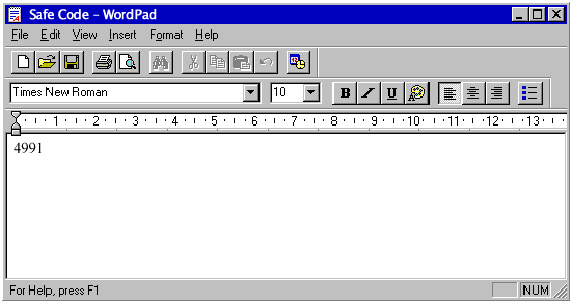 Safe Code – WordPad
File Edit View Insert Format Help
Times New Roman 10 B I U
1 2 3 4 5 6 7 8 9 10 11 12 13
4991
For Help, press F1 NUM